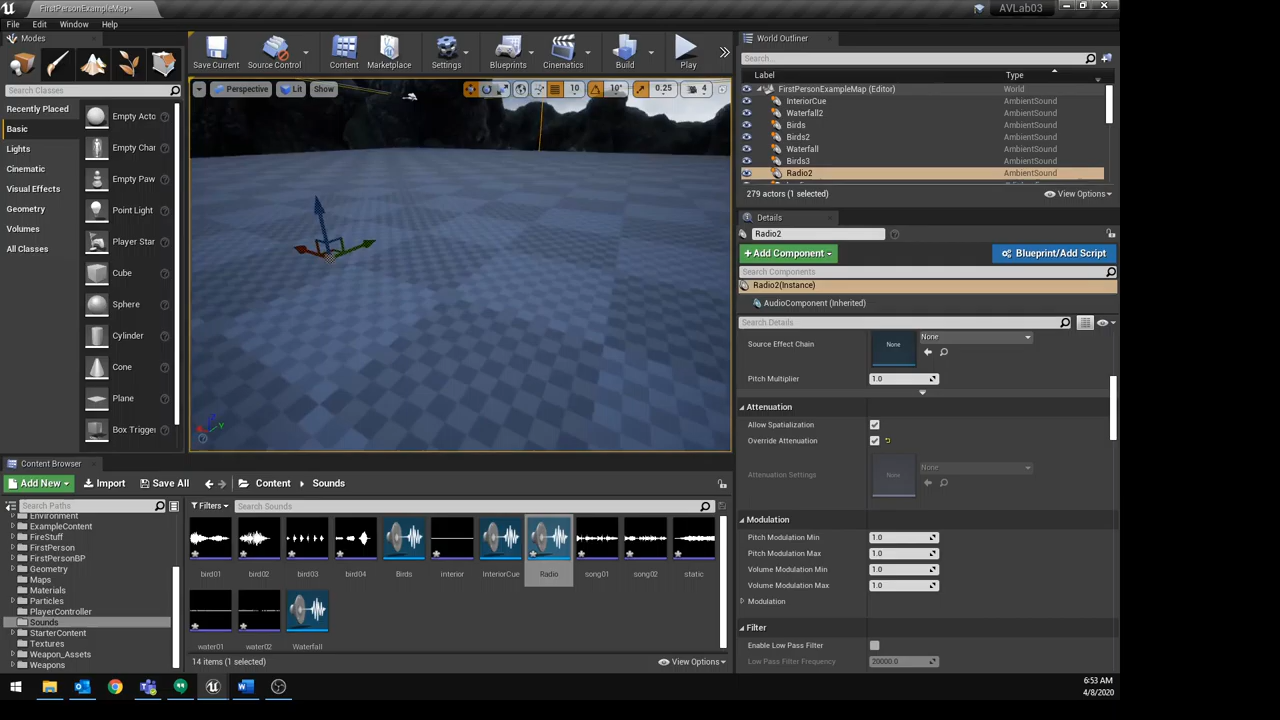 FirstPersonExampleMap*
AVLab03
File
Edit
Window
Help
Modes
Search Classes
Recently Placed
Basic
Lights
Cinematic
Visual Effects
Geometry
Volumes
All Classes
Empty Acto
Empty Char
Empty Paw
Point Light
Player Star
Cube
Sphere
Cylinder
Cone
Plane
Box Trigger
Save Current
Source Control
Content
Marketplace
Settings
Blueprints
Cinematics
Build
Play
Perspective
Lit
Show
10
10°
0.25
4
World Outliner
Search...
Label
Type
FirstPersonExampleMap (Editor)
World
InteriorCue
AmbientSound
Waterfall2
AmbientSound
Birds
AmbientSound
Birds2
AmbientSound
Waterfall
AmbientSound
Birds3
AmbientSound
Radio2
AmbientSound
279 actors (1 selected)
View Options
Details
Radio2
+Add Component
Blueprint/Add Script
Search Components
Radio2(Instance)
AudioComponent (Inherited)
Search Details
Source Effect Chain
None
None
Pitch Multiplier
1.0
Attenuation
Allow Spatialization
Override Attenuation
Attenuation Settings
None
None
Modulation
Pitch Modulation Min
1.0
Pitch Modulation Max
1.0
Volume Modulation Min
1.0
Volume Modulation Max
1.0
Modulation
Filter
Enable Low Pass Filter
Low Pass Filter Frequency
20000.0
Content Browser
Add New
Import
Save All
Content
Sounds
Search Paths
Filters
Search Sounds
Environment
ExampleContent
FireStuff
FirstPerson
FirstPersonBP
Geometry
Maps
Materials
Particles
PlayerController
Sounds
StarterContent
Textures
Weapon_Assets
Weapons
bird01
bird02
bird03
bird04
Birds
interior
InteriorCue
Radio
song01
song02
static
water01
water02
Waterfall
14 items (1 selected)
View Options
6:53 AM
4/8/2020